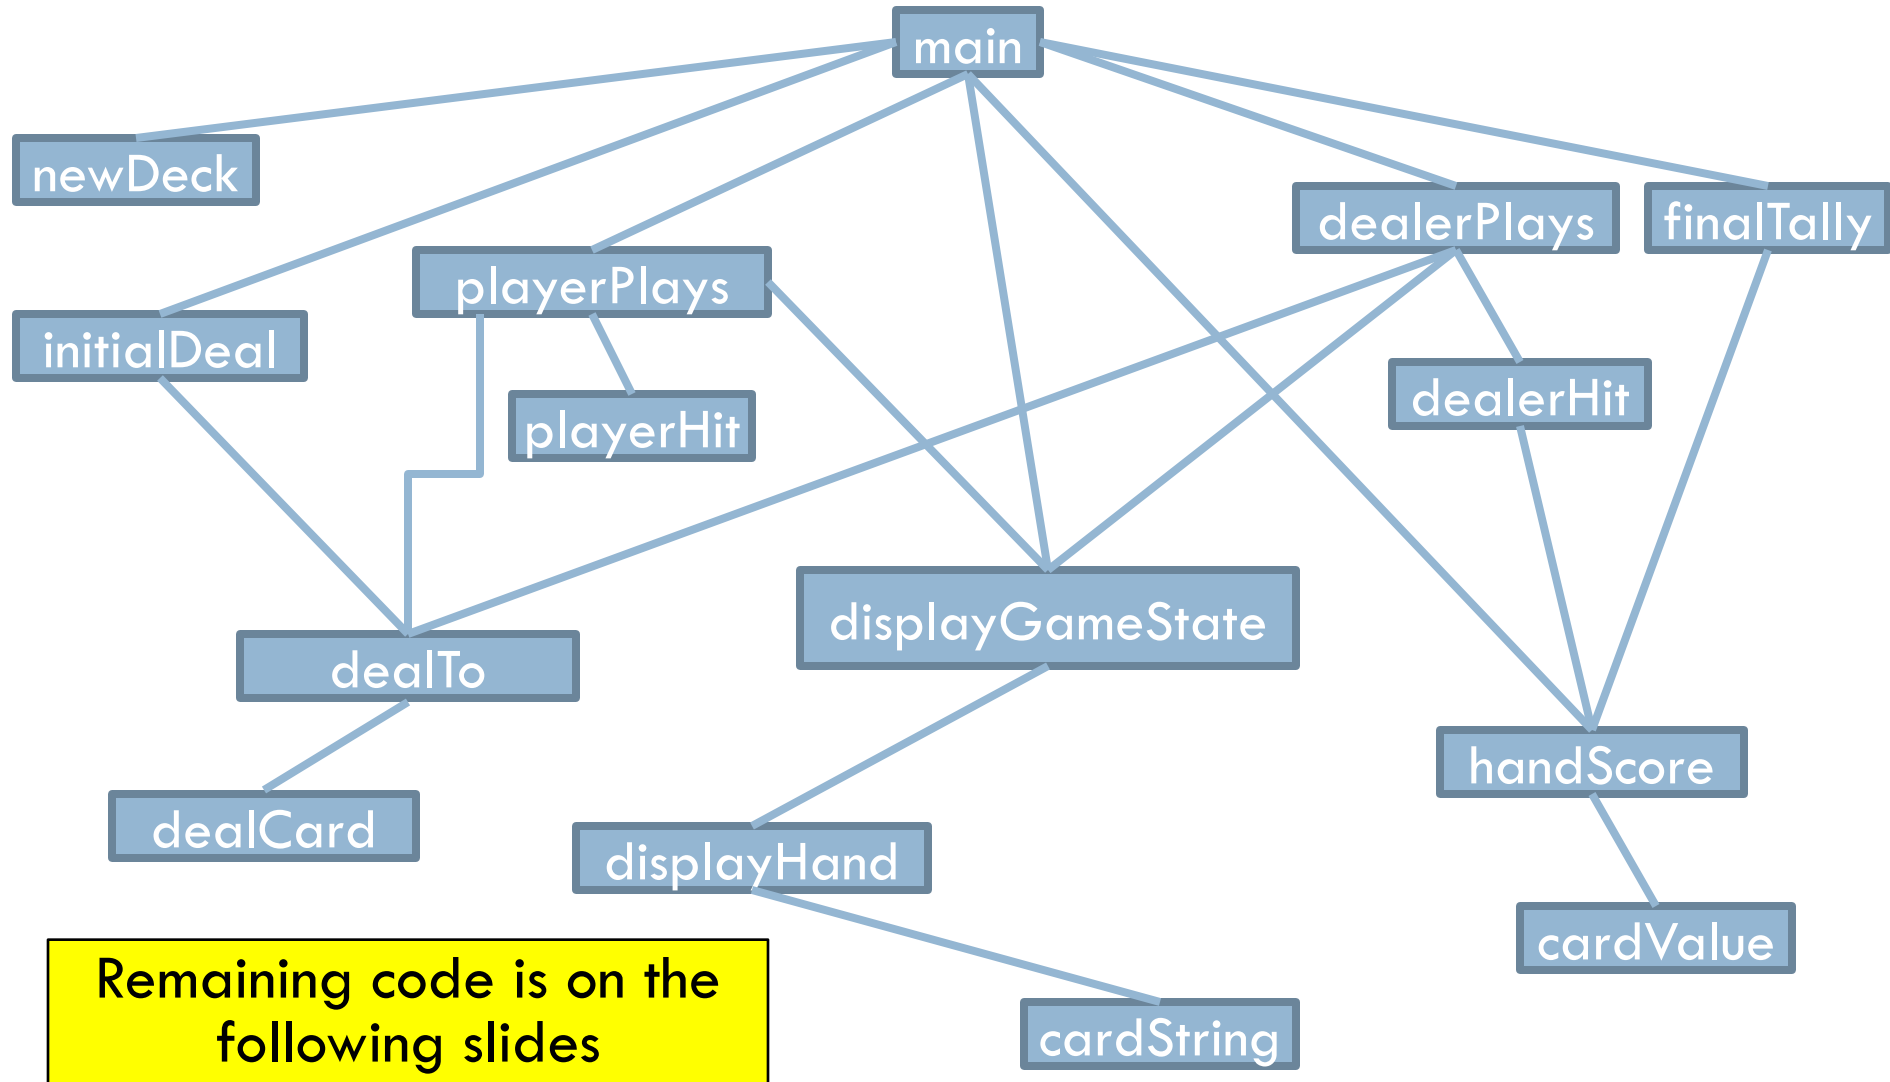 main
newDeck
dealerPlays
finalTally
playerPlays
initialDeal
dealerHit
playerHit
displayGameState
dealTo
handScore
dealCard
displayHand
cardValue
Remaining code is on the
following slides
cardString